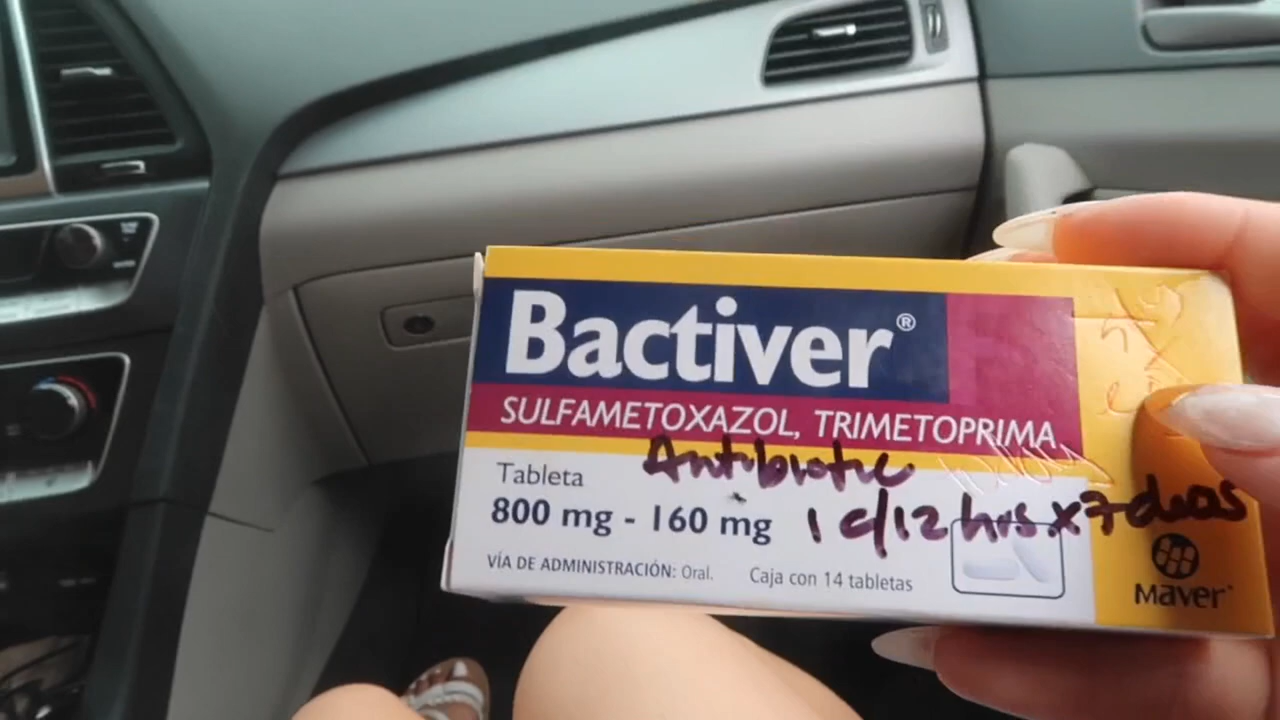 Bactiver®
SULFAMETOXAZOL, TRIMETOPRIMA
Antibiotic
Tableta
800 mg - 160 mg
1 c/12 hrs x 7 dias
VÍA DE ADMINISTRACIÓN: Oral.
Caja con 14 tabletas
Maver